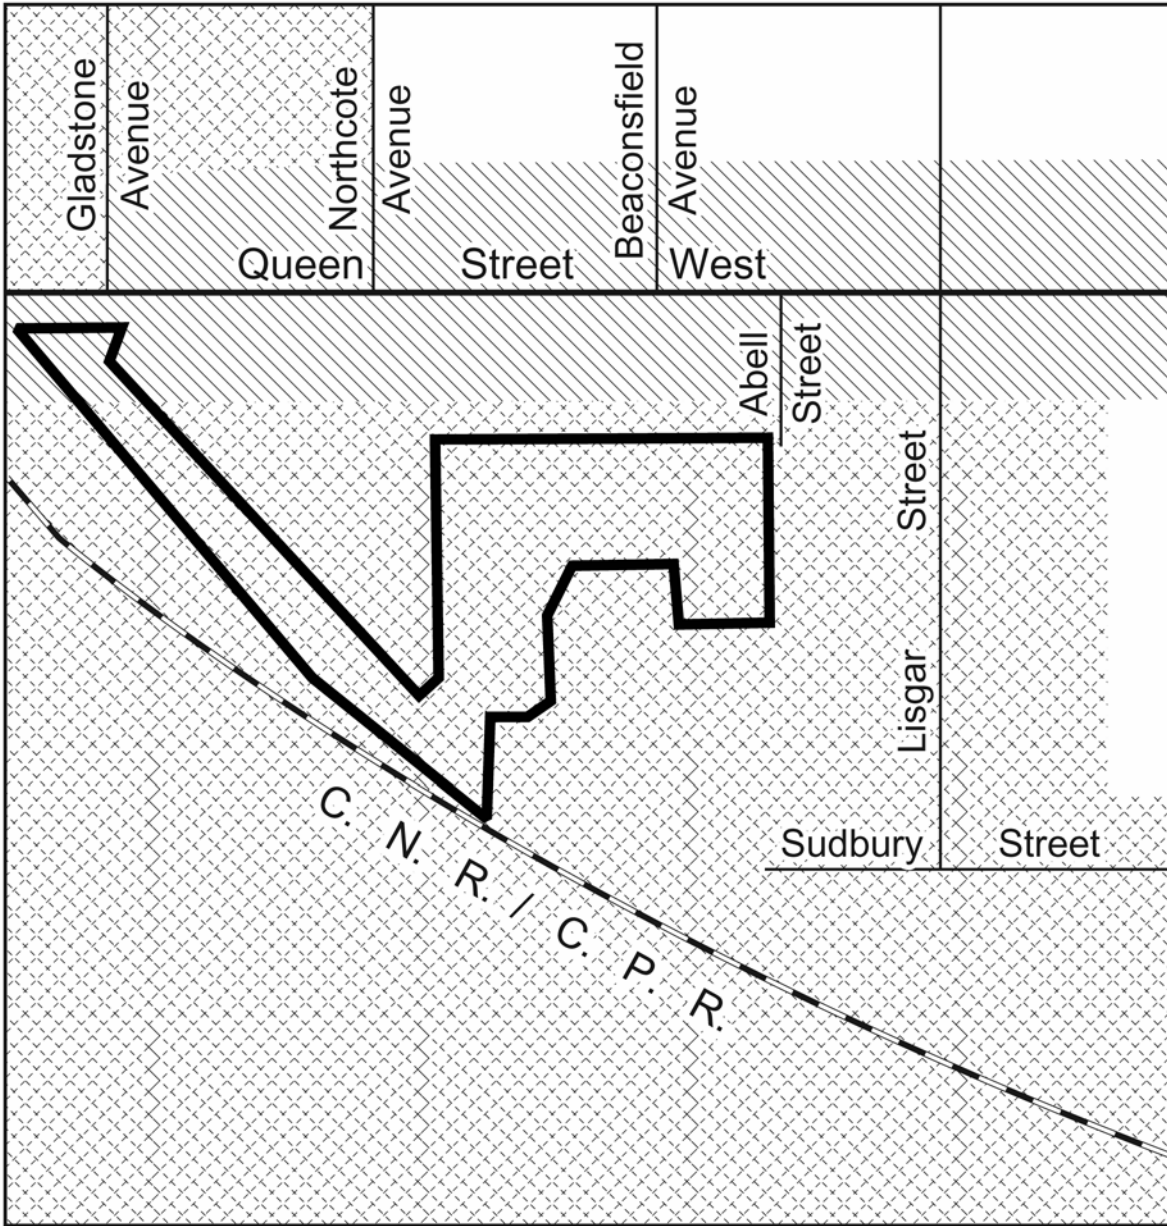 Gladstone
Avenue
Northcote
Avenue
Beaconsfield
Avenue
Queen Street West
Abell
Street
Lisgar Street
Sudbury Street
C. N. R. / C. P. R.